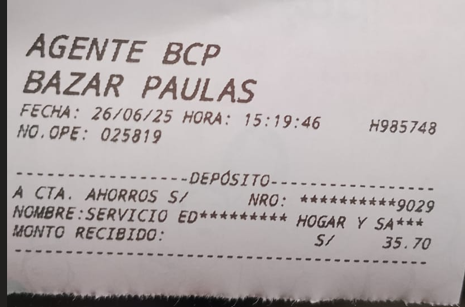 AGENTE BCP
BAZAR PAULAS
FECHA: 26/06/25 HORA: 15:19:46 H985748
NO.OPE: 025819
------------------DEPÓSITO------------------
A CTA. AHORROS S/ NRO: **********9029
NOMBRE:SERVICIO ED********* HOGAR Y SA***
MONTO RECIBIDO: S/ 35.70
--------------------------------------------